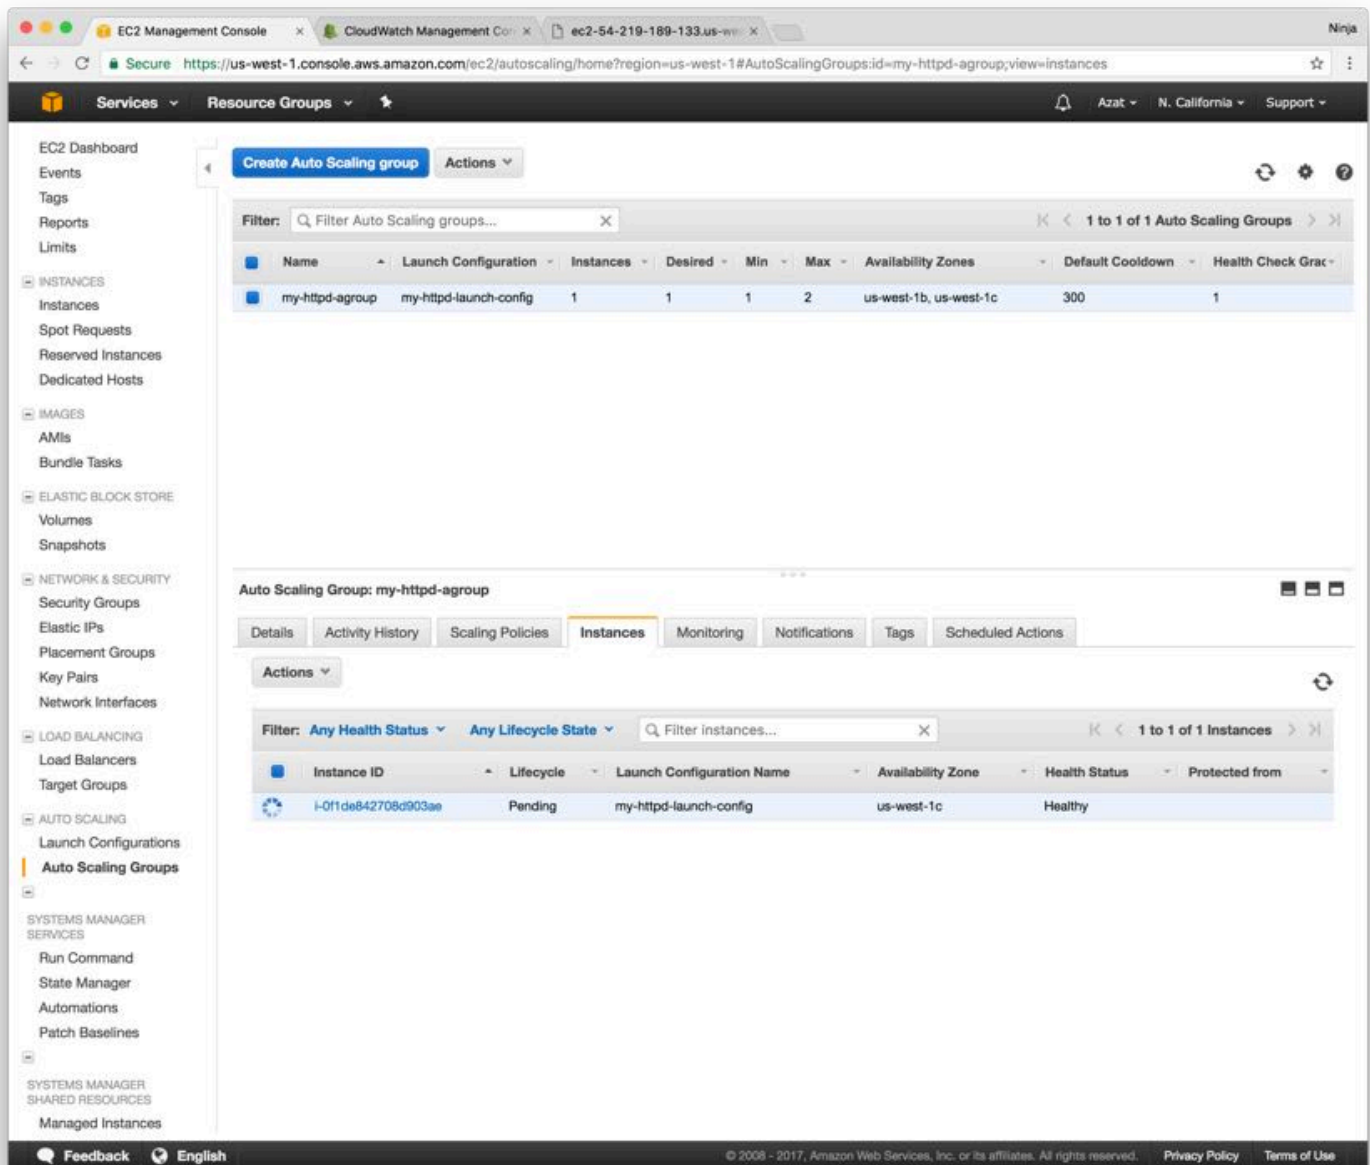 EC2 Management Console
CloudWatch Management Con
ec2-54-219-189-133.us-we
Ninja
Secure https://us-west-1.console.aws.amazon.com/ec2/autoscaling/home?region=us-west-1#AutoScalingGroups:id=my-httpd-agroup;view=instances
Services Resource Groups Azat N. California Support
EC2 Dashboard
Events
Tags
Reports
Limits
INSTANCES
Instances
Spot Requests
Reserved Instances
Dedicated Hosts
IMAGES
AMIs
Bundle Tasks
ELASTIC BLOCK STORE
Volumes
Snapshots
NETWORK & SECURITY
Security Groups
Elastic IPs
Placement Groups
Key Pairs
Network Interfaces
LOAD BALANCING
Load Balancers
Target Groups
AUTO SCALING
Launch Configurations
Auto Scaling Groups
SYSTEMS MANAGER
SERVICES
Run Command
State Manager
Automations
Patch Baselines
SYSTEMS MANAGER
SHARED RESOURCES
Managed Instances
Create Auto Scaling group Actions
Filter: Filter Auto Scaling groups... 1 to 1 of 1 Auto Scaling Groups
Name Launch Configuration Instances Desired Min Max Availability Zones Default Cooldown Health Check Grac
my-httpd-agroup my-httpd-launch-config 1 1 1 2 us-west-1b, us-west-1c 300 1
Auto Scaling Group: my-httpd-agroup
Details Activity History Scaling Policies Instances Monitoring Notifications Tags Scheduled Actions
Actions
Filter: Any Health Status Any Lifecycle State Filter instances... 1 to 1 of 1 Instances
Instance ID Lifecycle Launch Configuration Name Availability Zone Health Status Protected from
i-0f1de842708d903ae Pending my-httpd-launch-config us-west-1c Healthy
Feedback English © 2008 - 2017, Amazon Web Services, Inc. or its affiliates. All rights reserved. Privacy Policy Terms of Use